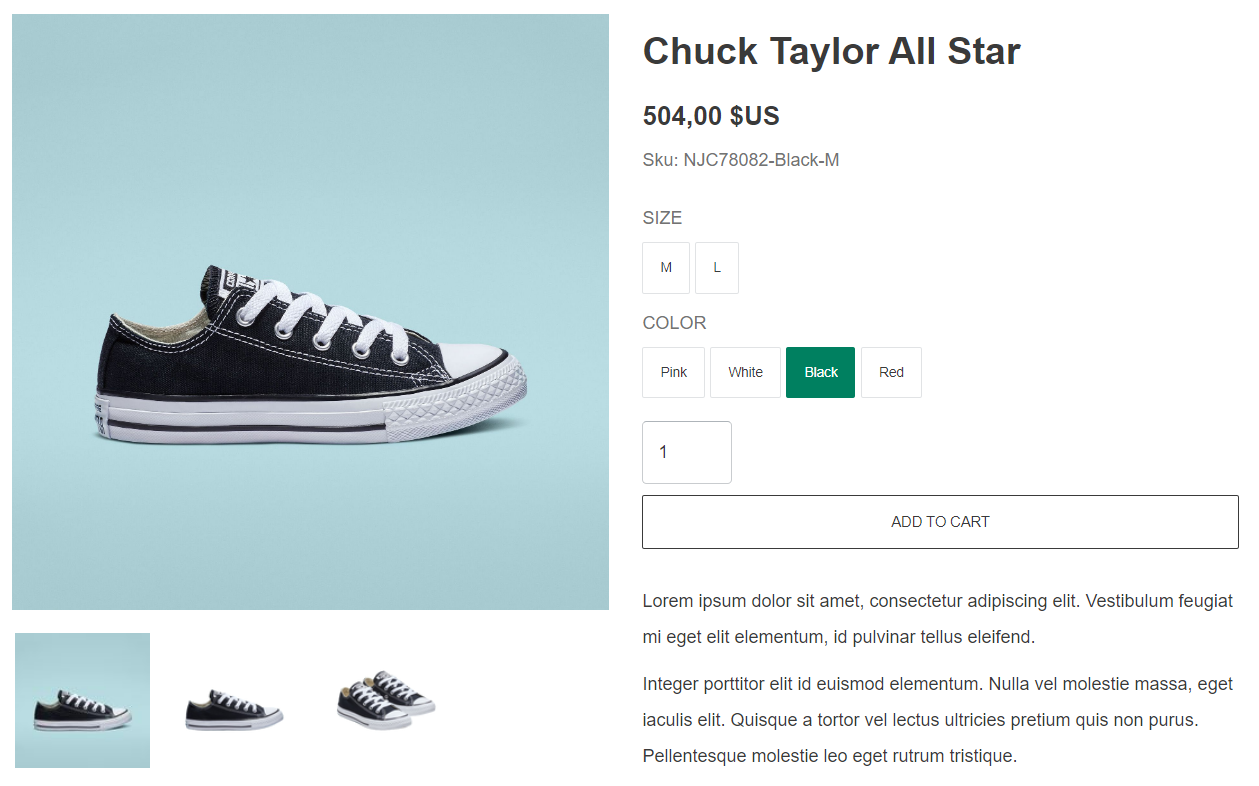 Chuck Taylor All Star
504,00 $US
Sku: NJC78082-Black-M
SIZE
M L
COLOR
Pink White Black Red
1
ADD TO CART
Lorem ipsum dolor sit amet, consectetur adipiscing elit. Vestibulum feugiat
mi eget elit elementum, id pulvinar tellus eleifend.
Integer porttitor elit id euismod elementum. Nulla vel molestie massa, eget
iaculis elit. Quisque a tortor vel lectus ultricies pretium quis non purus.
Pellentesque molestie leo eget rutrum tristique.